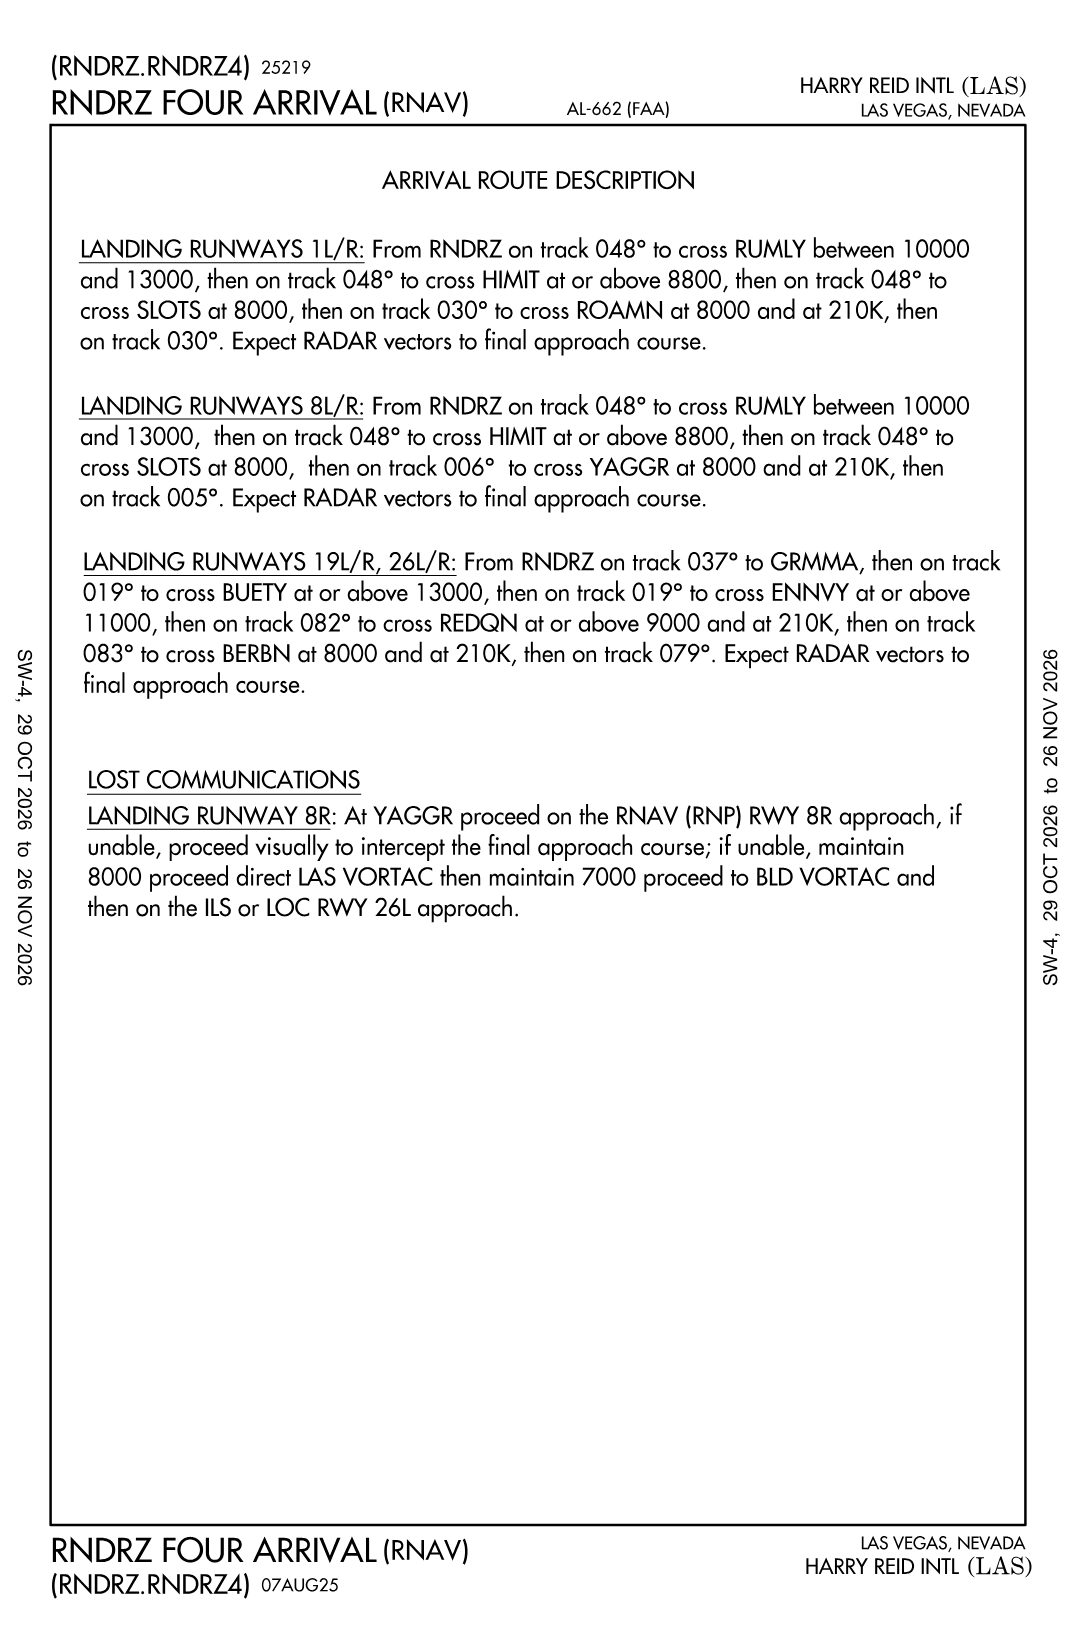 (RNDRZ.RNDRZ4) 25219
RNDRZ FOUR ARRIVAL (RNAV)
AL-662 (FAA)
HARRY REID INTL (LAS)
LAS VEGAS, NEVADA
ARRIVAL ROUTE DESCRIPTION
LANDING RUNWAYS 1L/R: From RNDRZ on track 048° to cross RUMLY between 10000
and 13000, then on track 048° to cross HIMIT at or above 8800, then on track 048° to
cross SLOTS at 8000, then on track 030° to cross ROAMN at 8000 and at 210K, then
on track 030°. Expect RADAR vectors to final approach course.
LANDING RUNWAYS 8L/R: From RNDRZ on track 048° to cross RUMLY between 10000
and 13000, then on track 048° to cross HIMIT at or above 8800, then on track 048° to
cross SLOTS at 8000, then on track 006° to cross YAGGR at 8000 and at 210K, then
on track 005°. Expect RADAR vectors to final approach course.
LANDING RUNWAYS 19L/R, 26L/R: From RNDRZ on track 037° to GRMMA, then on track
019° to cross BUETY at or above 13000, then on track 019° to cross ENNVY at or above
11000, then on track 082° to cross REDQN at or above 9000 and at 210K, then on track
083° to cross BERBN at 8000 and at 210K, then on track 079°. Expect RADAR vectors to
final approach course.
LOST COMMUNICATIONS
LANDING RUNWAY 8R: At YAGGR proceed on the RNAV (RNP) RWY 8R approach, if
unable, proceed visually to intercept the final approach course; if unable, maintain
8000 proceed direct LAS VORTAC then maintain 7000 proceed to BLD VORTAC and
then on the ILS or LOC RWY 26L approach.
SW-4, 29 OCT 2026 to 26 NOV 2026
SW-4, 29 OCT 2026 to 26 NOV 2026
RNDRZ FOUR ARRIVAL (RNAV)
(RNDRZ.RNDRZ4) 07AUG25
LAS VEGAS, NEVADA
HARRY REID INTL (LAS)